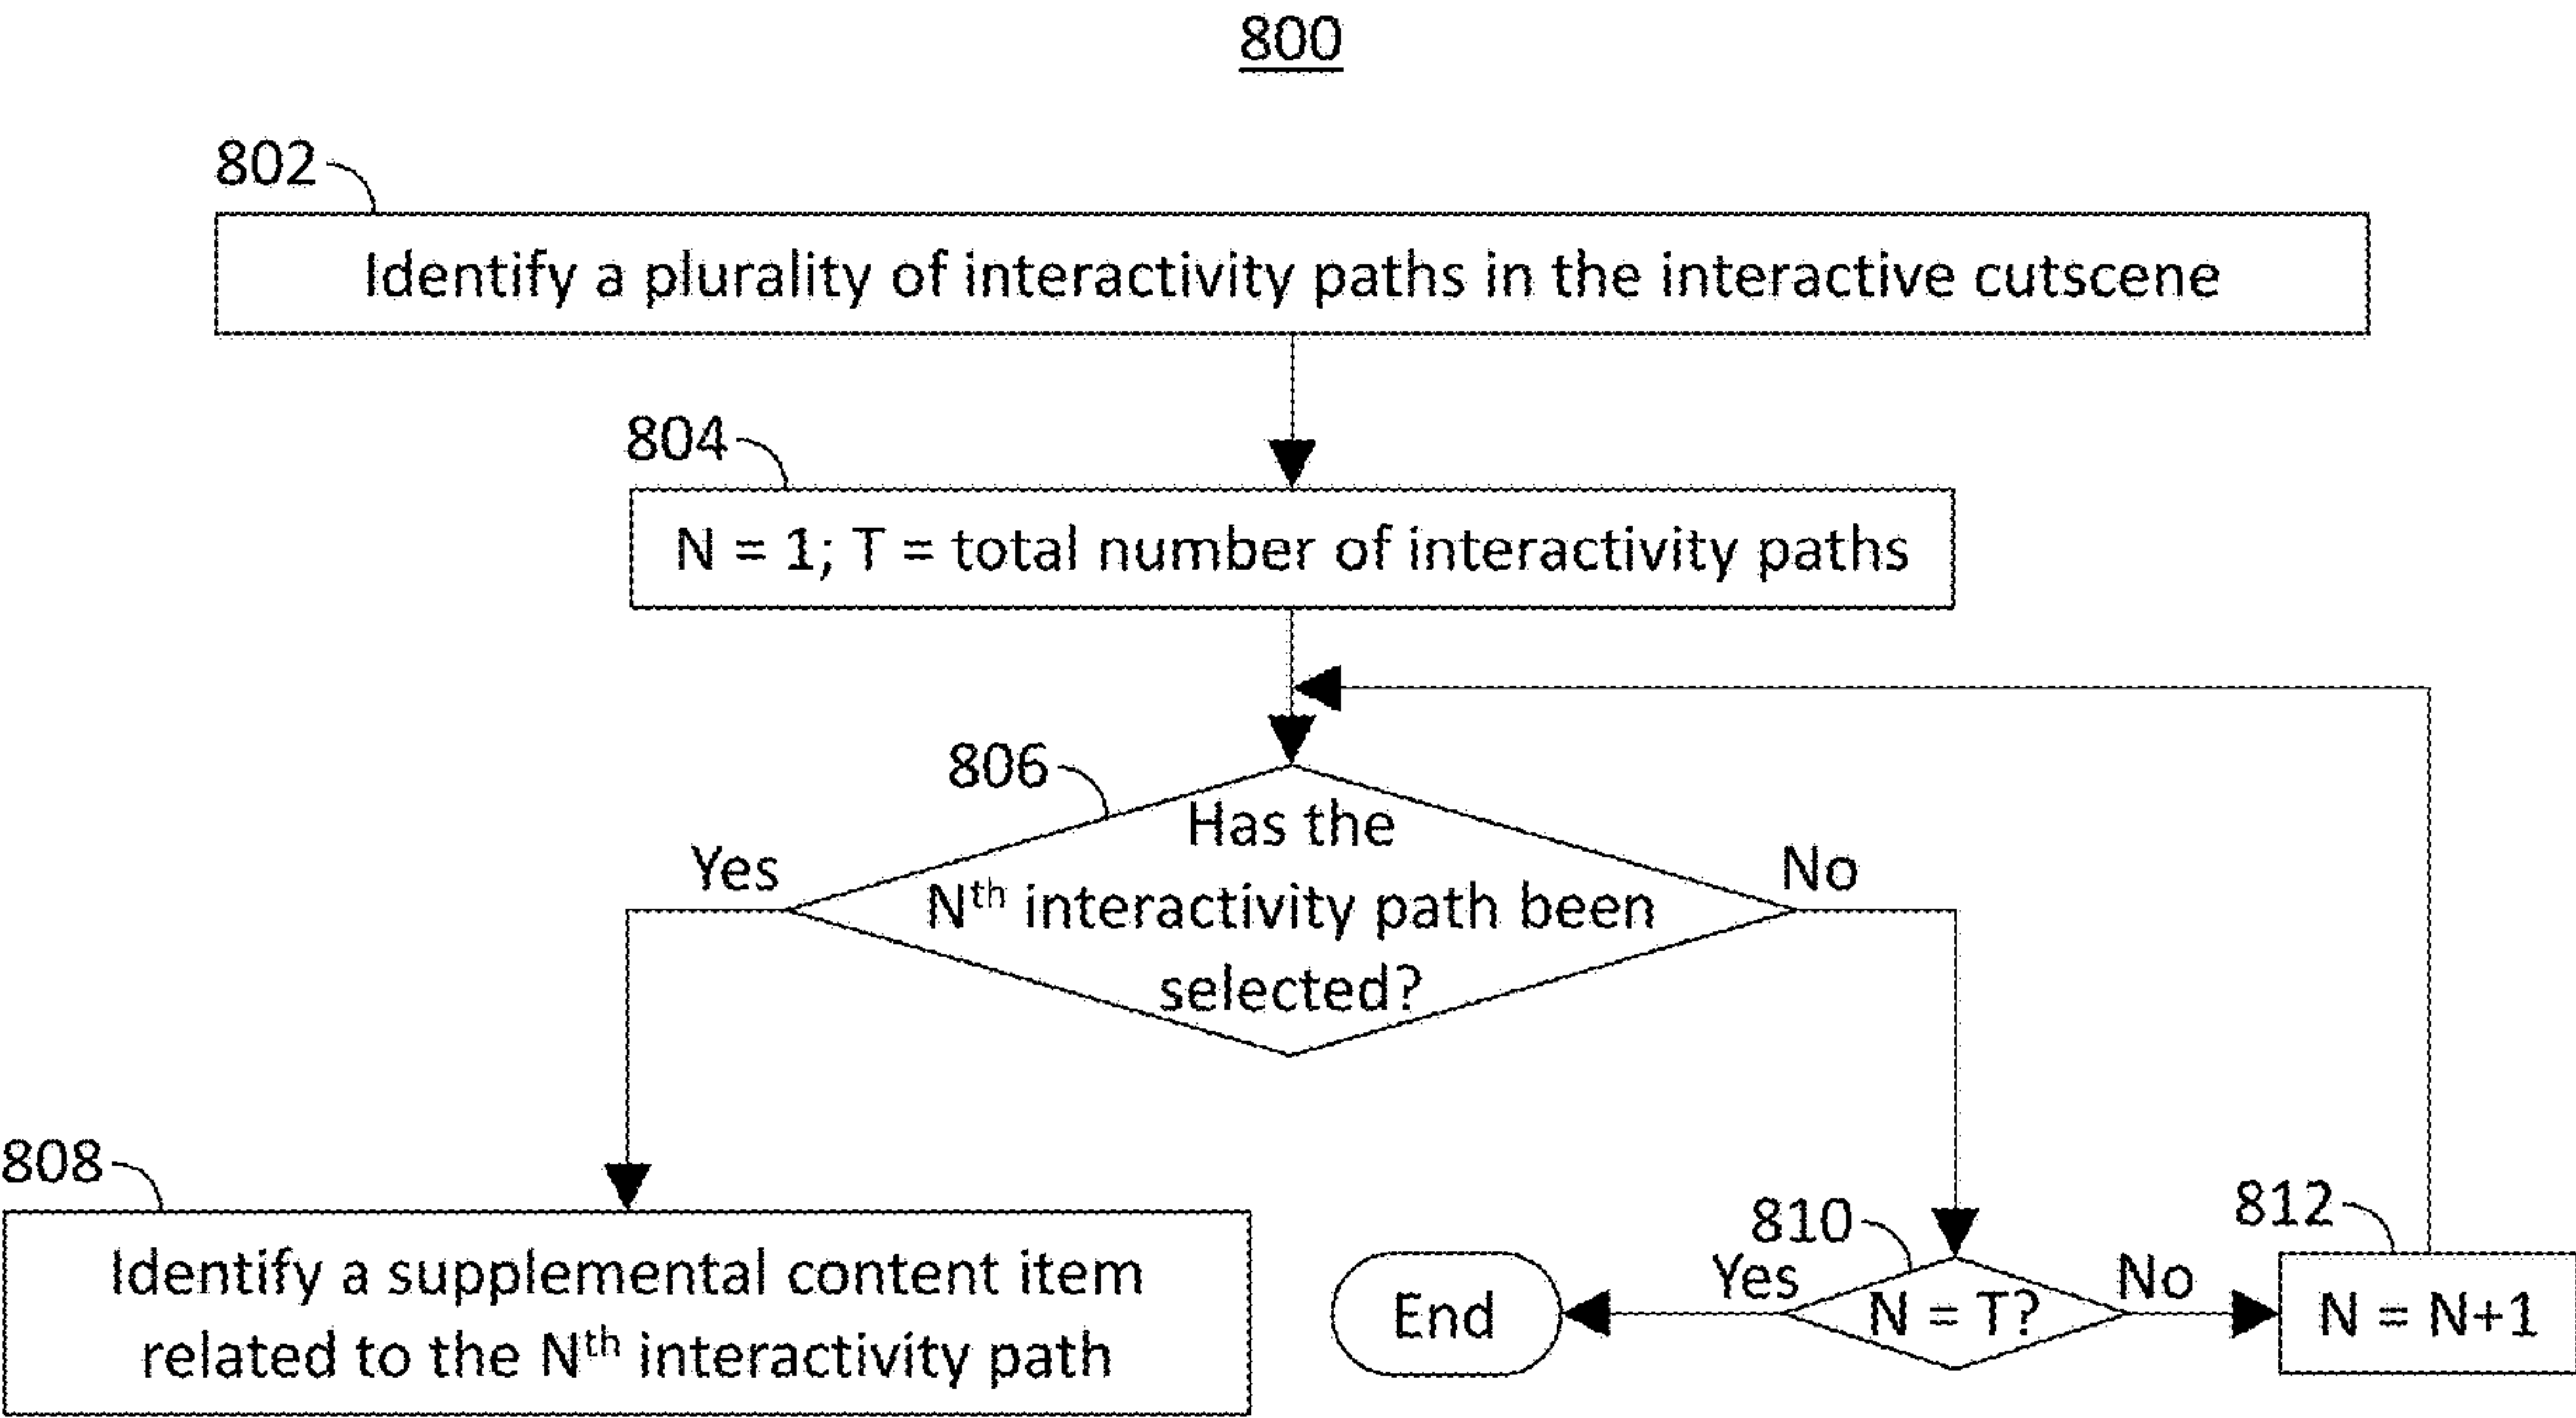 800
802
Identify a plurality of interactivity paths in the interactive cutscene
804
N = 1; T = total number of interactivity paths
806
Has the
Nth interactivity path been
selected?
Yes
No
808
Identify a supplemental content item
related to the Nth interactivity path
810
N = T?
Yes
No
End
812
N = N+1